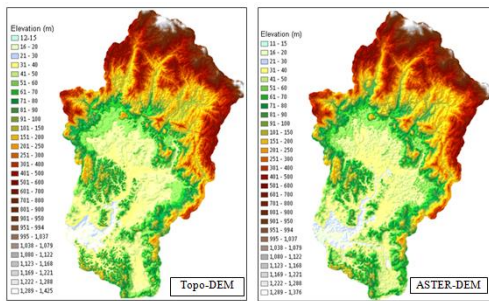 Elevation (m)
12-15
16 - 20
21 - 30
31 - 40
41 - 50
51 - 60
61 - 70
71 - 80
81 - 90
91 - 100
101 - 150
151 - 200
201 - 250
251 - 300
301 - 400
401 - 500
501 - 600
601 - 700
701 - 800
801 - 900
901 - 950
951 - 994
995 - 1,037
1,038 - 1,079
1,080 - 1,122
1,123 - 1,168
1,169 - 1,221
1,222 - 1,288
1,289 - 1,425
Topo-DEM
Elevation (m)
11 - 15
16 - 20
21 - 30
31 - 40
41 - 50
51 - 60
61 - 70
71 - 80
81 - 90
91 - 100
101 - 150
151 - 200
201 - 250
251 - 300
301 - 400
401 - 500
501 - 600
601 - 700
701 - 800
801 - 900
901 - 950
951 - 994
995 - 1,037
1,038 - 1,079
1,080 - 1,122
1,123 - 1,168
1,169 - 1,221
1,222 - 1,288
1,289 - 1,376
ASTER-DEM